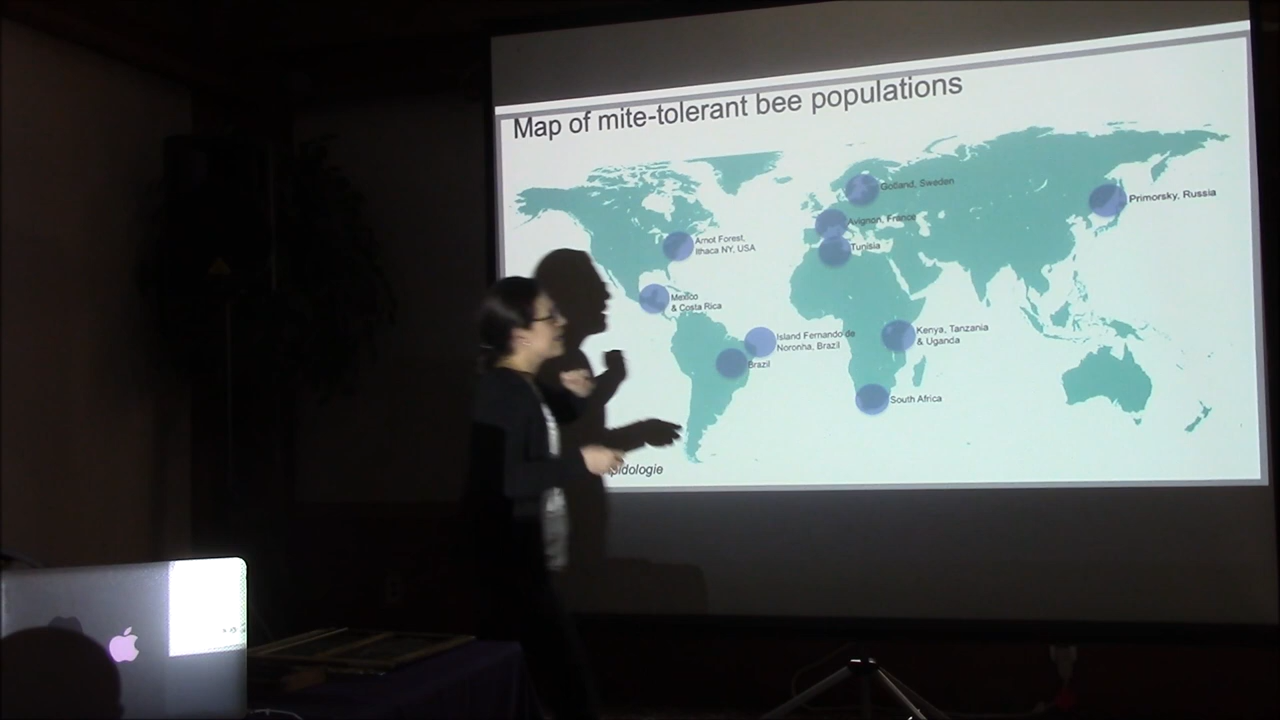 Map of mite-tolerant bee populations
Gotland, Sweden
Primorsky, Russia
Avignon, France
Arnot Forest,
Ithaca NY, USA
Tunisia
Mexico
& Costa Rica
Island Fernando de
Noronha, Brazil
Kenya, Tanzania
& Uganda
Brazil
South Africa